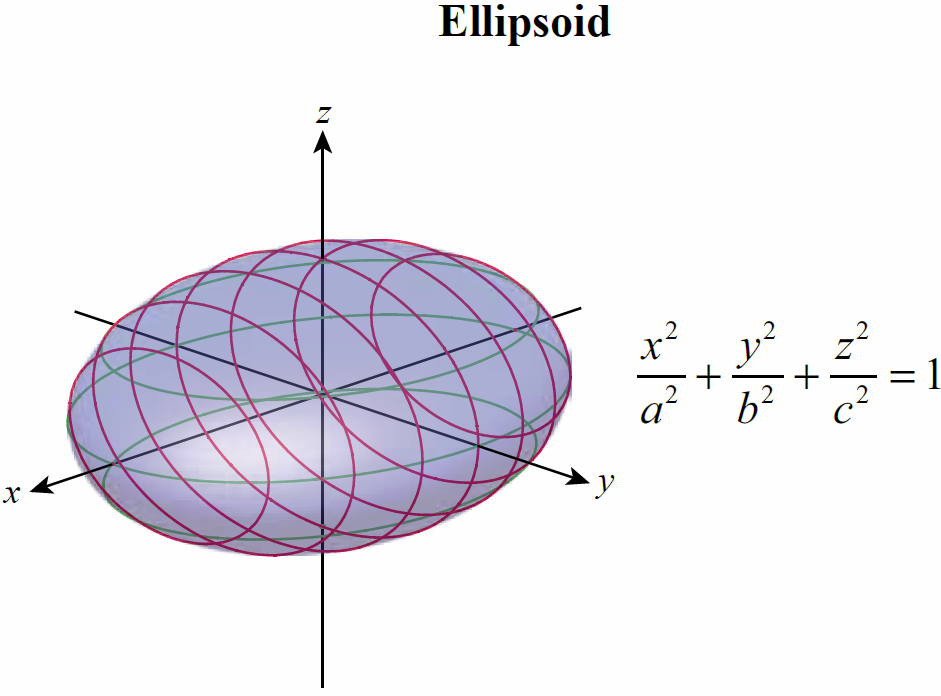 Ellipsoid
z
x²/a² + y²/b² + z²/c² = 1
x
y